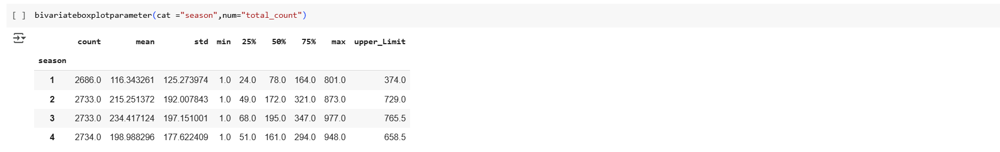 [ ] bivariateboxplotparameter(cat ="season",num="total_count")
count mean std min 25% 50% 75% max upper_Limit
season
1 2686.0 116.343261 125.273974 1.0 24.0 78.0 164.0 801.0 374.0
2 2733.0 215.251372 192.007843 1.0 49.0 172.0 321.0 873.0 729.0
3 2733.0 234.417124 197.151001 1.0 68.0 195.0 347.0 977.0 765.5
4 2734.0 198.988296 177.622409 1.0 51.0 161.0 294.0 948.0 658.5